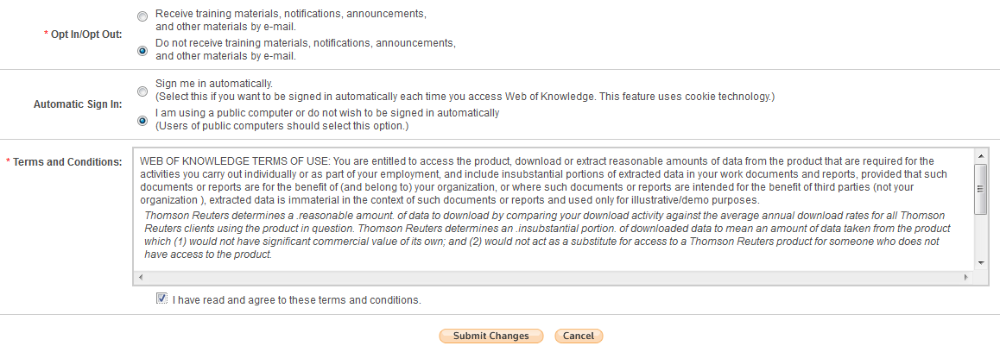 Receive training materials, notifications, announcements,
and other materials by e-mail.
* Opt In/Opt Out:
Do not receive training materials, notifications, announcements,
and other materials by e-mail.
Sign me in automatically.
(Select this if you want to be signed in automatically each time you access Web of Knowledge. This feature uses cookie technology.)
Automatic Sign In:
I am using a public computer or do not wish to be signed in automatically
(Users of public computers should select this option.)
* Terms and Conditions:
WEB OF KNOWLEDGE TERMS OF USE: You are entitled to access the product, download or extract reasonable amounts of data from the product that are required for the
activities you carry out individually or as part of your employment, and include insubstantial portions of extracted data in your work documents and reports, provided that such
documents or reports are for the benefit of (and belong to) your organization, or where such documents or reports are intended for the benefit of third parties (not your
organization ), extracted data is immaterial in the context of such documents or reports and used only for illustrative/demo purposes.
Thomson Reuters determines a .reasonable amount. of data to download by comparing your download activity against the average annual download rates for all Thomson
Reuters clients using the product in question. Thomson Reuters determines an .insubstantial portion. of downloaded data to mean an amount of data taken from the product
which (1) would not have significant commercial value of its own; and (2) would not act as a substitute for access to a Thomson Reuters product for someone who does not
have access to the product.
I have read and agree to these terms and conditions.
Submit Changes Cancel